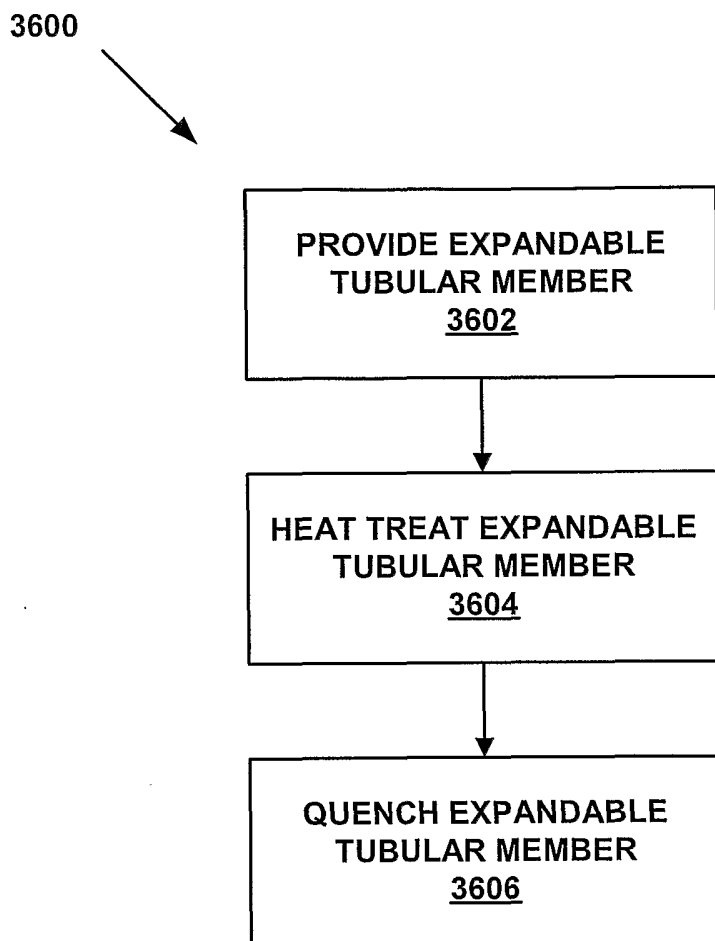 3600
PROVIDE EXPANDABLE
TUBULAR MEMBER
3602
HEAT TREAT EXPANDABLE
TUBULAR MEMBER
3604
QUENCH EXPANDABLE
TUBULAR MEMBER
3606